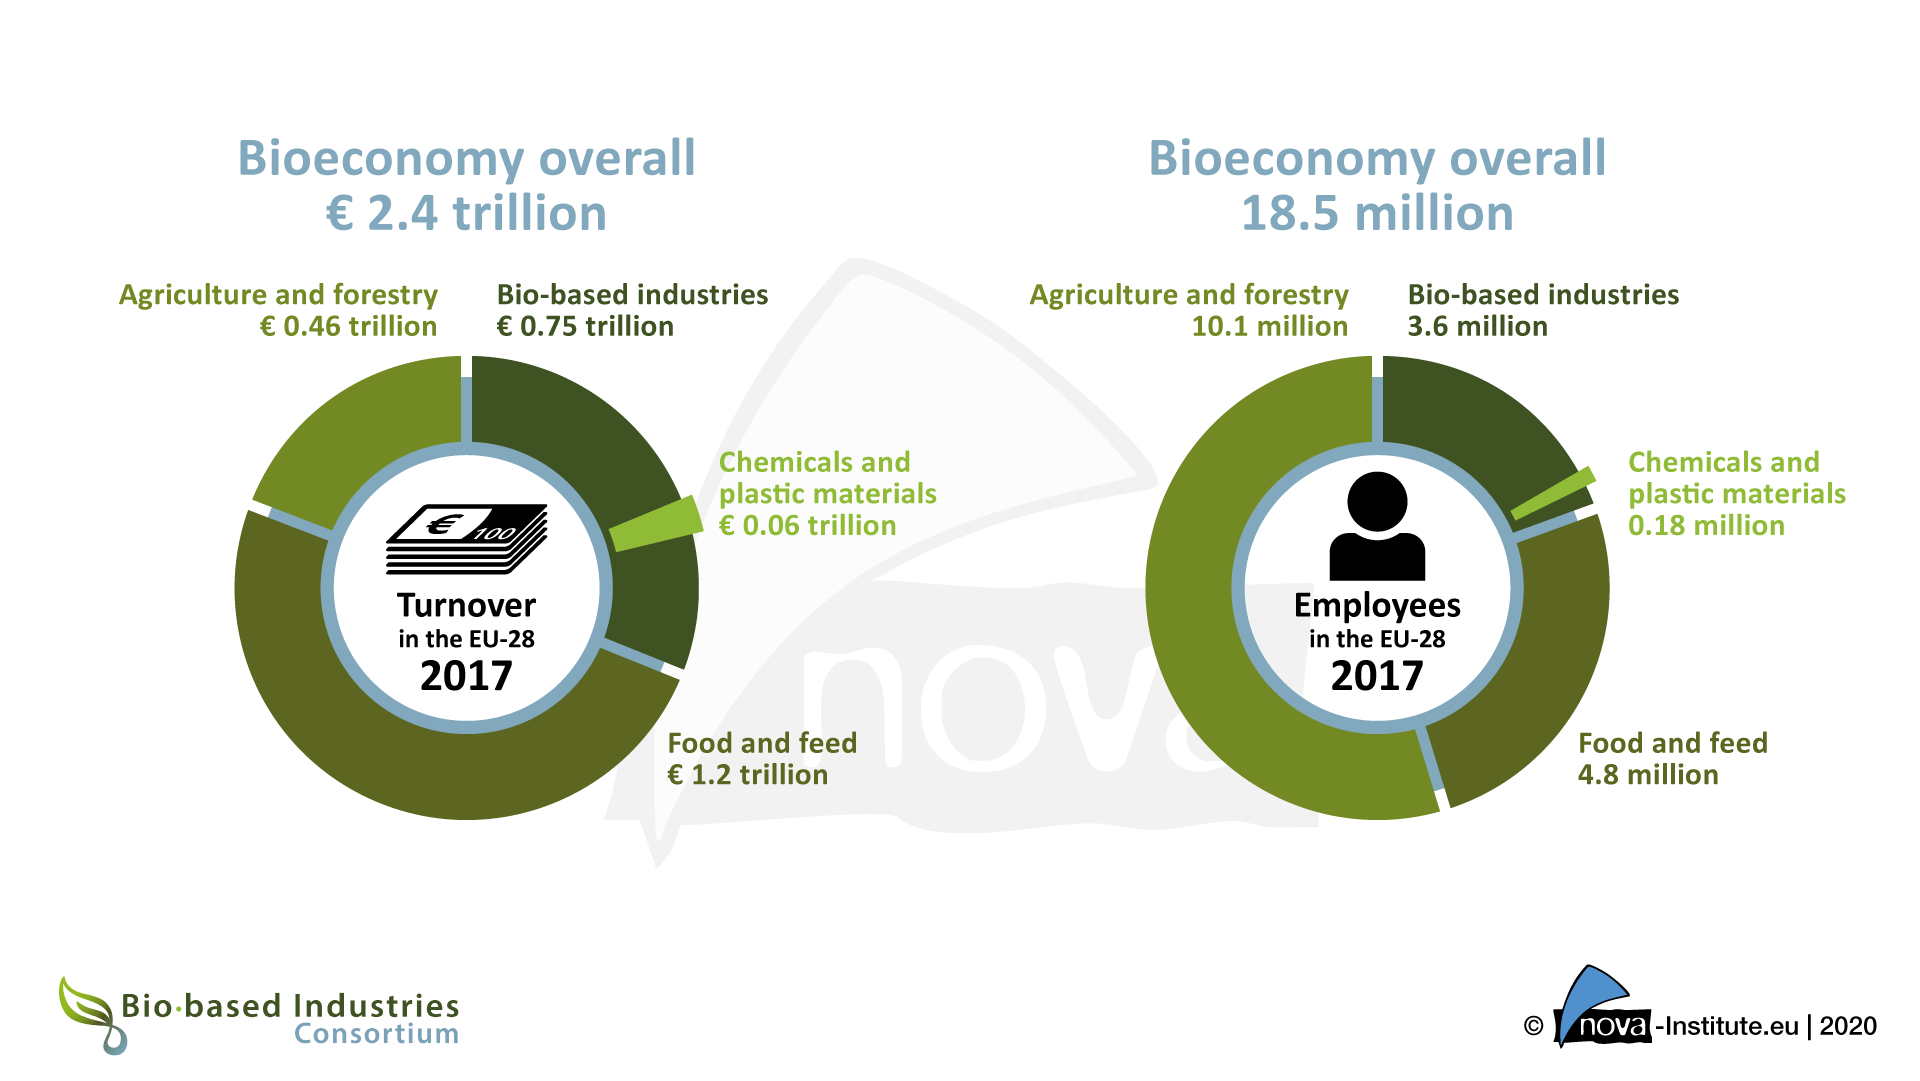 Bioeconomy overall
€ 2.4 trillion
Agriculture and forestry
€ 0.46 trillion
Bio-based industries
€ 0.75 trillion
Chemicals and
plastic materials
€ 0.06 trillion
€ 100
Turnover
in the EU-28
2017
Food and feed
€ 1.2 trillion
Bioeconomy overall
18.5 million
Agriculture and forestry
10.1 million
Bio-based industries
3.6 million
Chemicals and
plastic materials
0.18 million
Employees
in the EU-28
2017
Food and feed
4.8 million
nova
Bio·based Industries
Consortium
© nova-Institute.eu | 2020